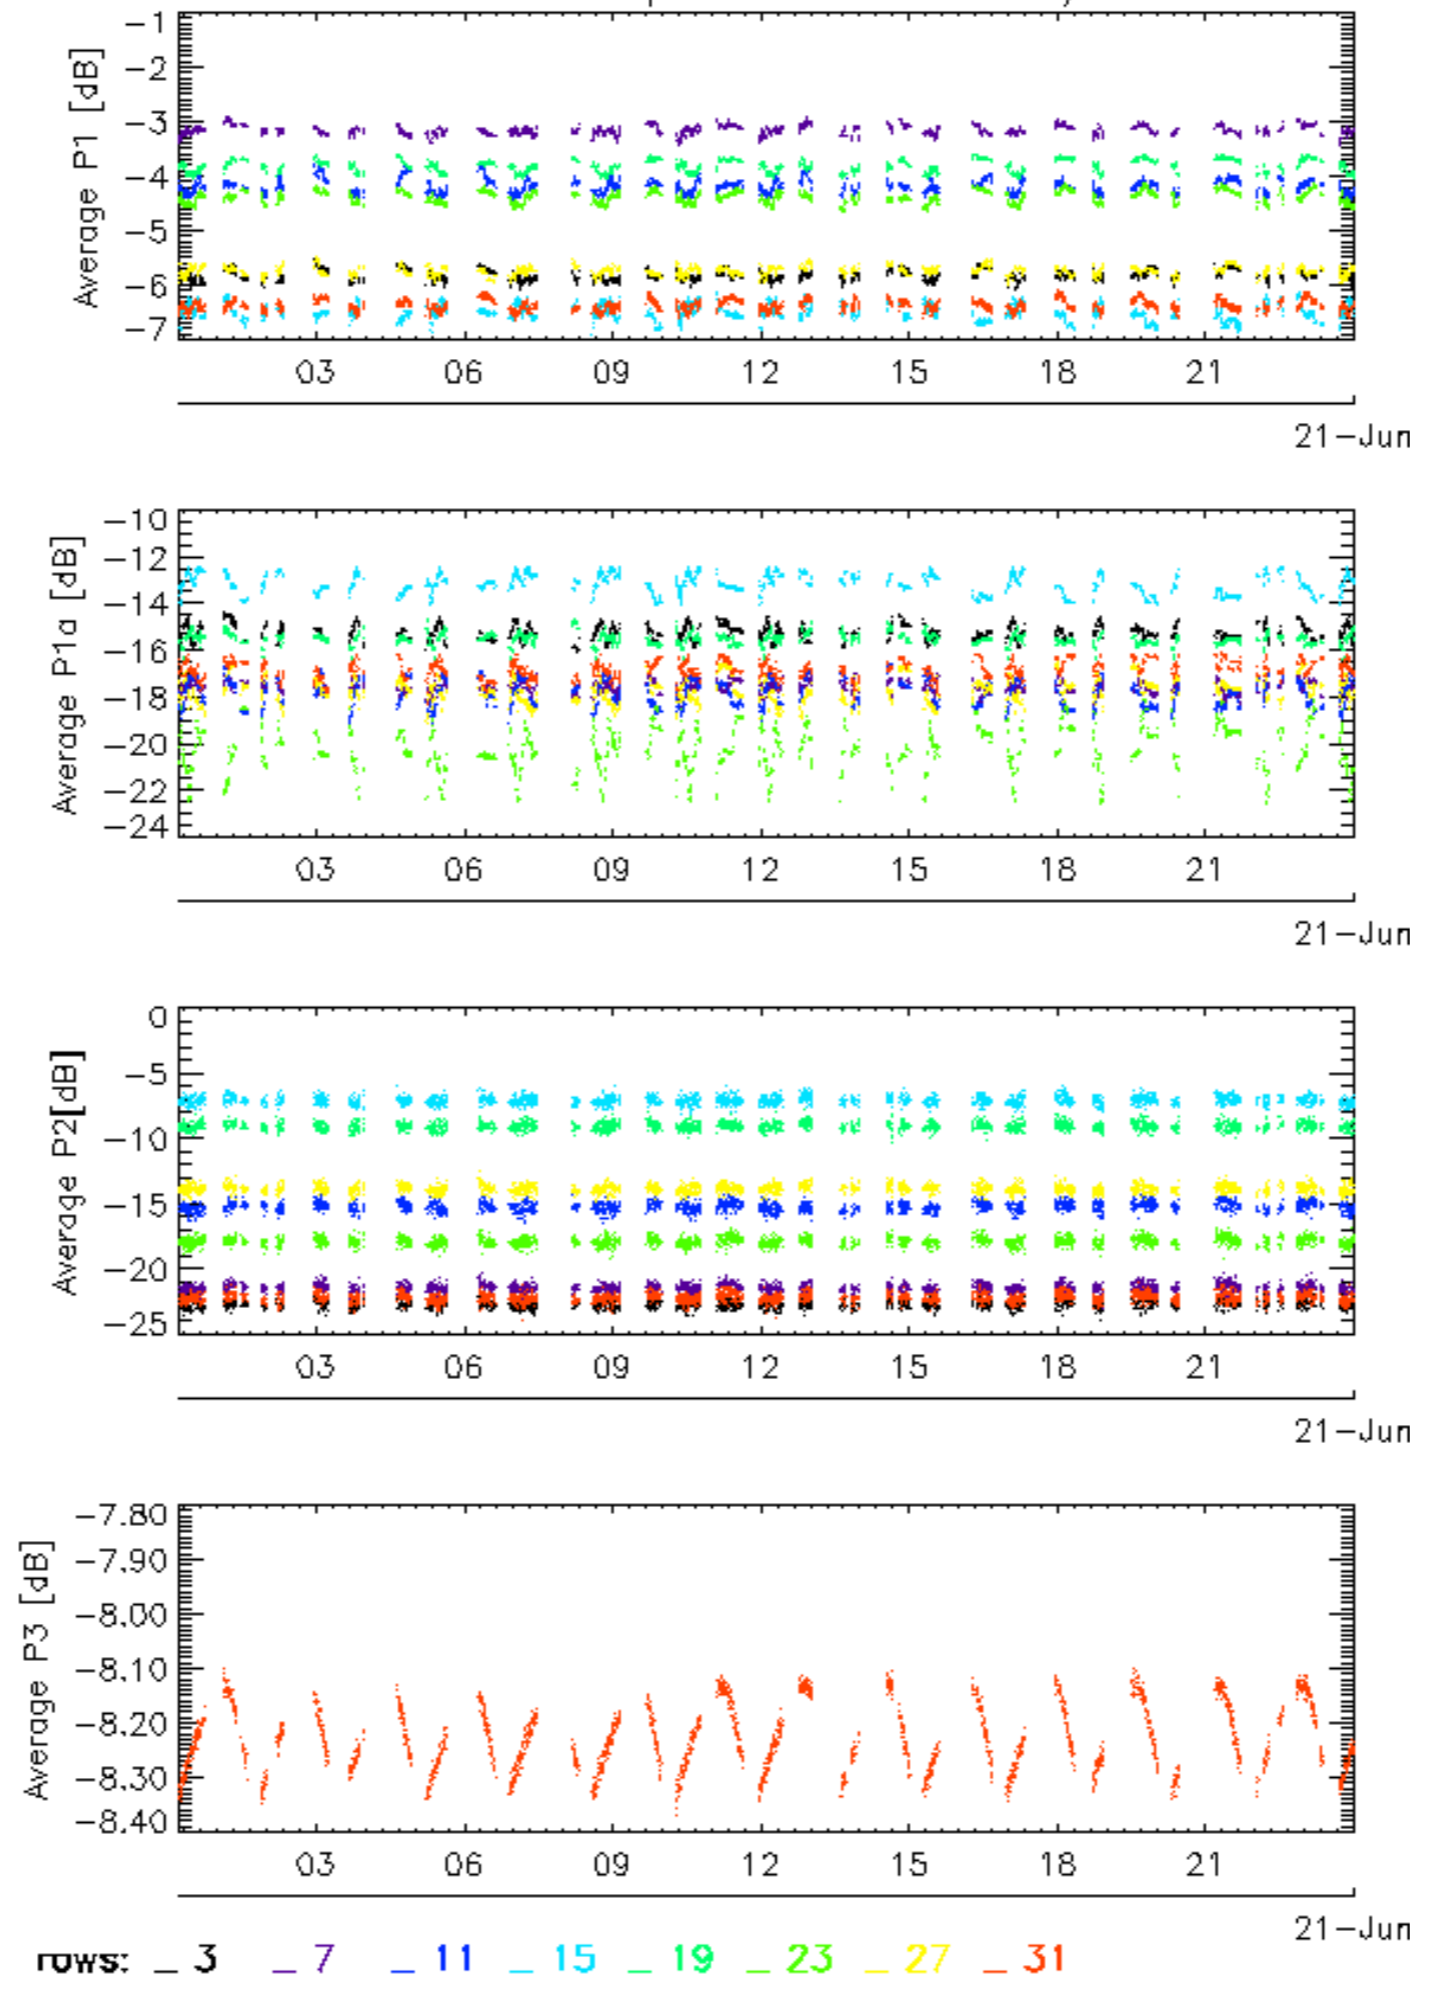 Average P1 [dB]
-1
-2
-3
-4
-5
-6
-7
03 06 09 12 15 18 21
21-Jun
Average P1a [dB]
-10
-12
-14
-16
-18
-20
-22
-24
03 06 09 12 15 18 21
21-Jun
Average P2[dB]
0
-5
-10
-15
-20
-25
03 06 09 12 15 18 21
21-Jun
Average P3 [dB]
-7.80
-7.90
-8.00
-8.10
-8.20
-8.30
-8.40
03 06 09 12 15 18 21
21-Jun
rows: _ 3 _ 7 _ 11 _ 15 _ 19 _ 23 _ 27 _ 31